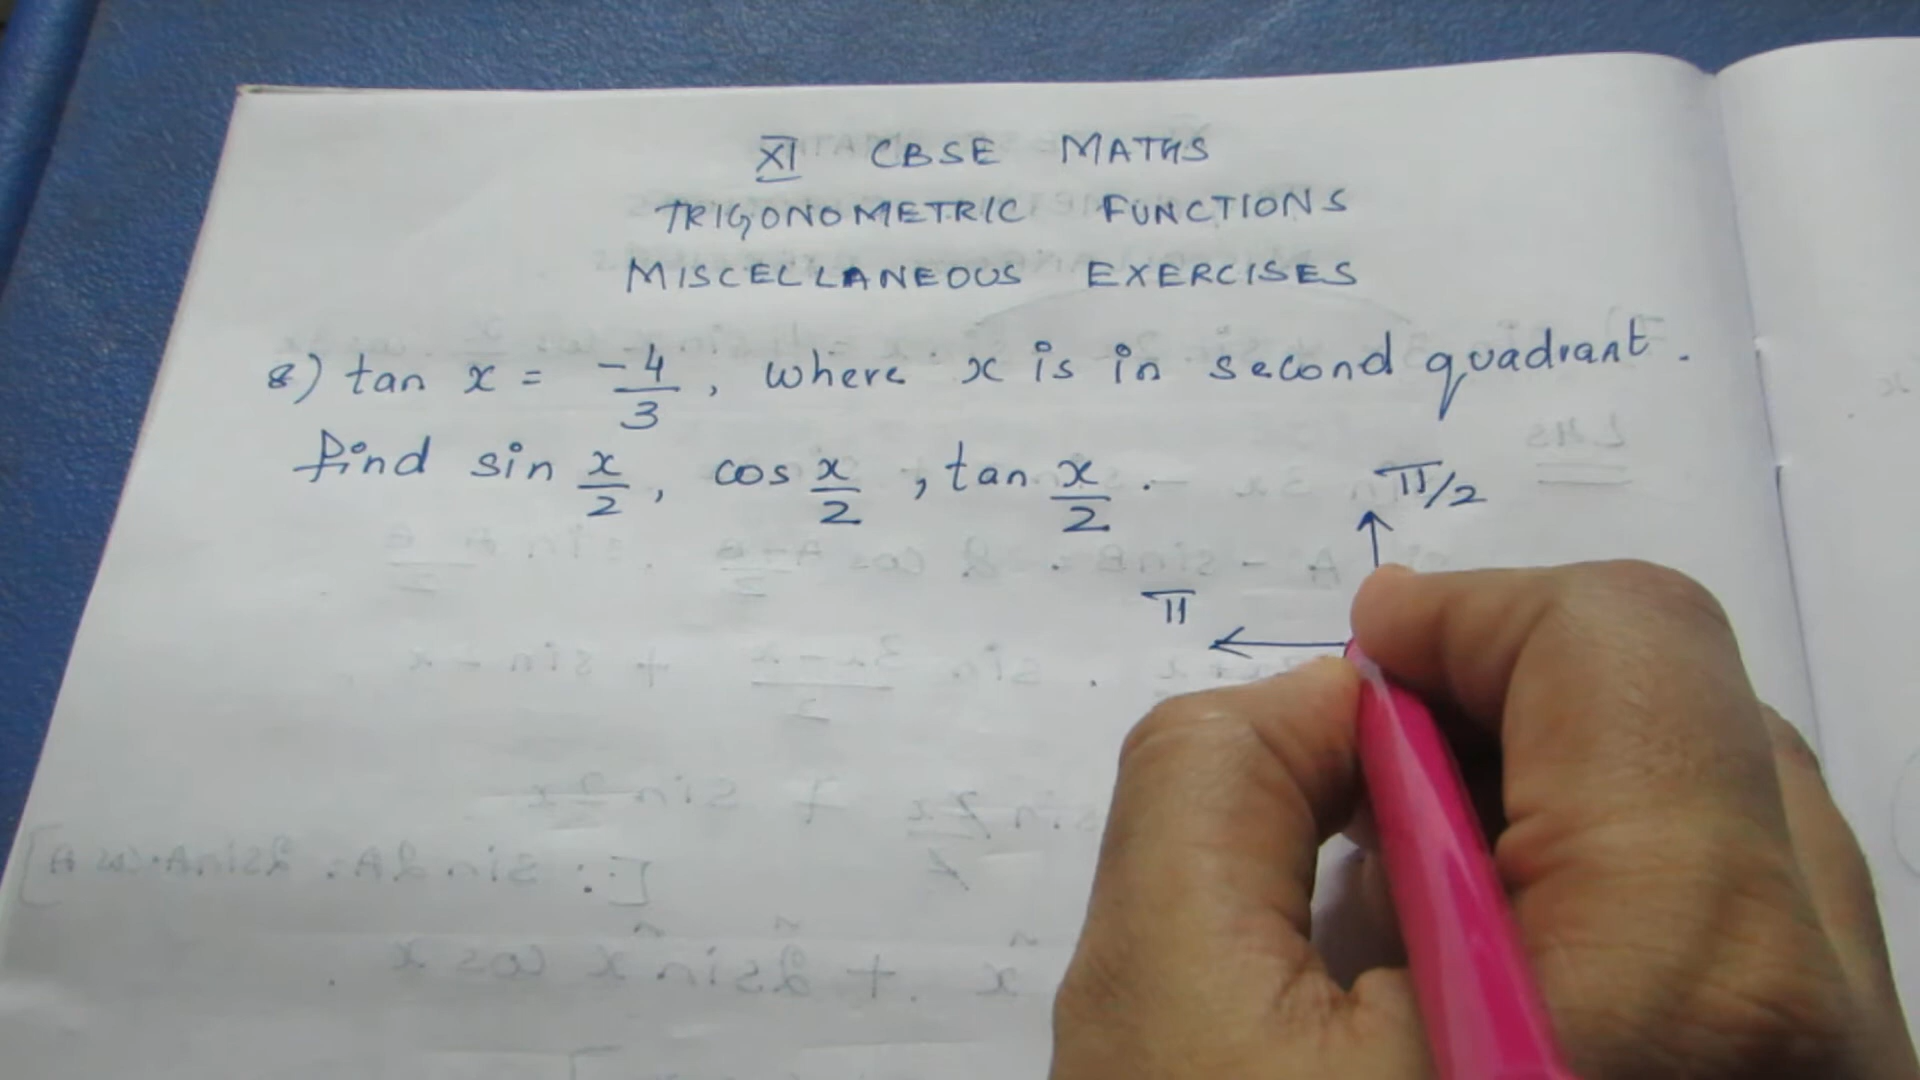 XI CBSE MATHS
TRIGONOMETRIC FUNCTIONS
MISCELLANEOUS EXERCISES
8) tan x = -4/3, where x is in second quadrant.
find sin x/2, cos x/2, tan x/2.
π/2
π